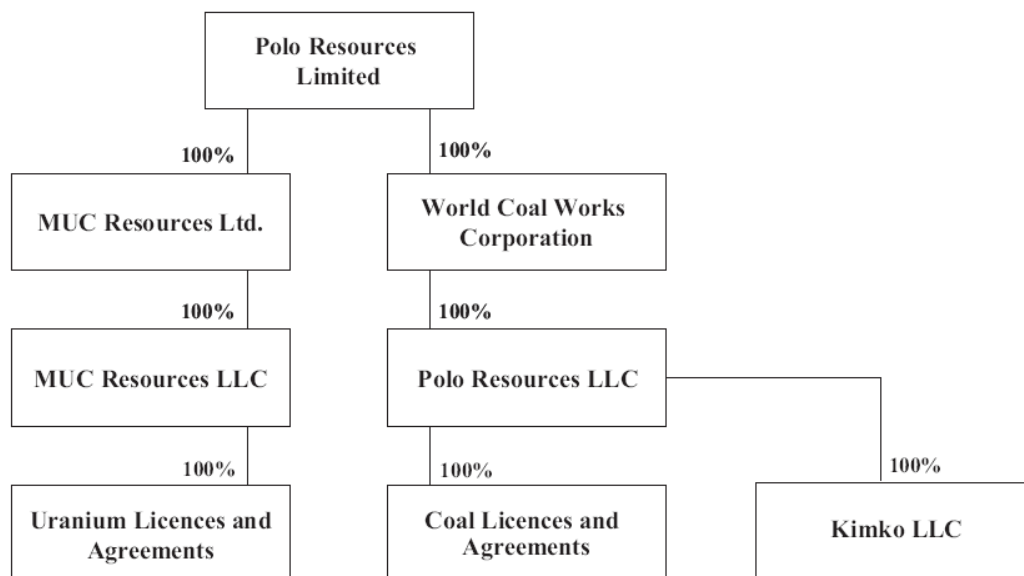 Polo Resources
Limited
100%
100%
MUC Resources Ltd.
World Coal Works
Corporation
100%
100%
MUC Resources LLC
Polo Resources LLC
100%
100%
100%
Uranium Licences and
Agreements
Coal Licences and
Agreements
Kimko LLC